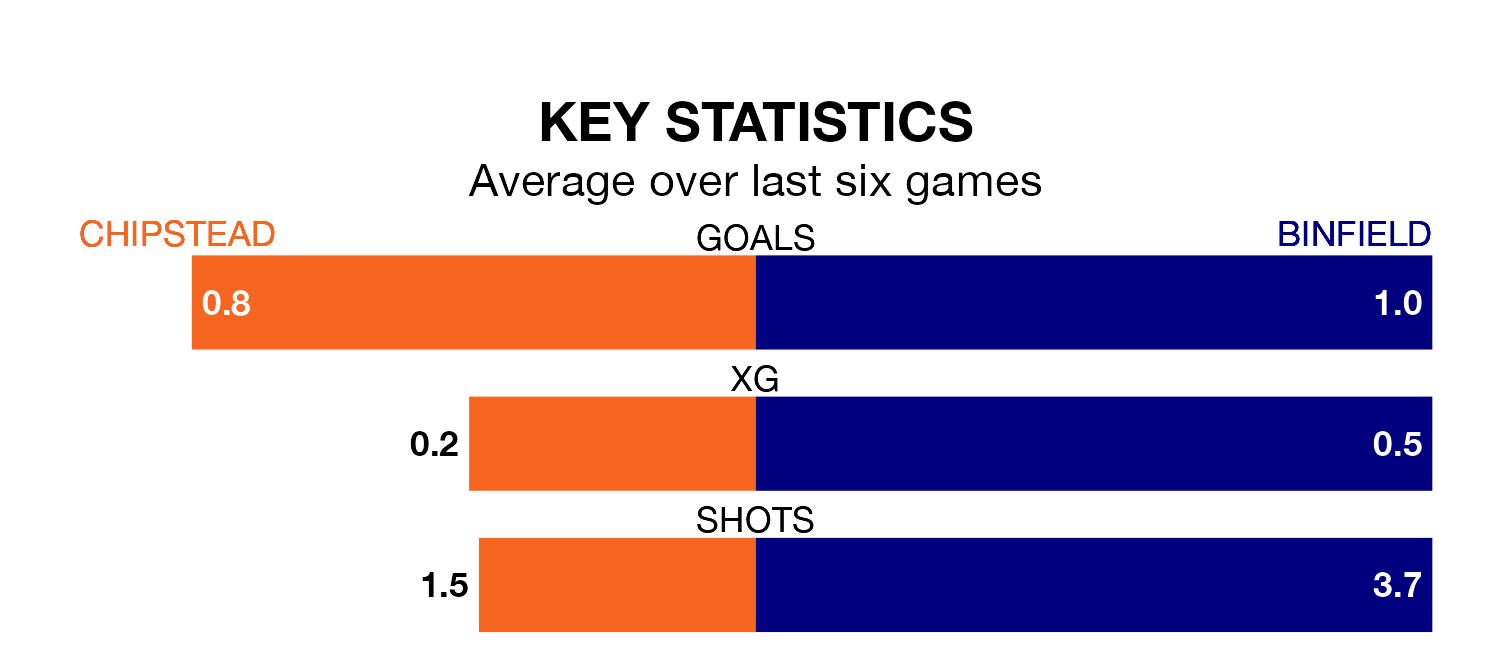 KEY STATISTICS
Average over last six games
CHIPSTEAD GOALS BINFIELD
0.8 1.0
XG
0.2 0.5
SHOTS
1.5 3.7